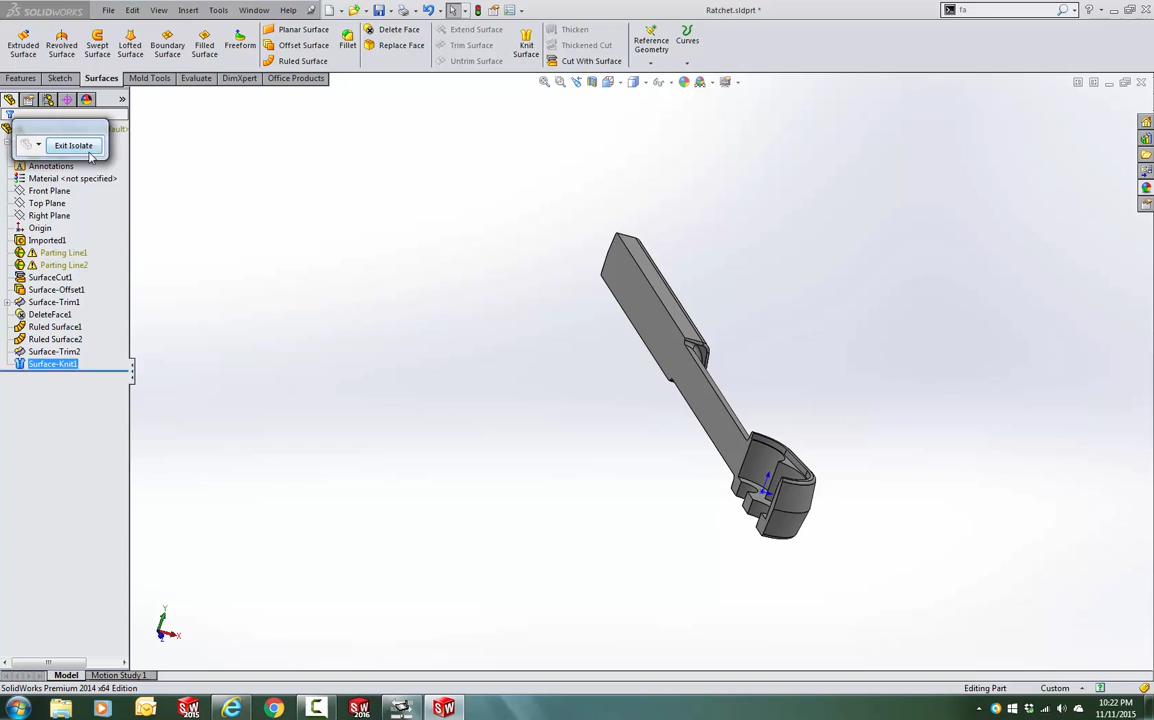 SOLIDWORKS File Edit View Insert Tools Window Help Ratchet.sldprt * fa
Extruded Surface Revolved Surface Swept Surface Lofted Surface Boundary Surface Filled Surface Freeform
Planar Surface
Offset Surface
Ruled Surface
Fillet
Delete Face
Replace Face
Extend Surface
Trim Surface
Untrim Surface
Knit Surface
Thicken
Thickened Cut
Cut With Surface
Reference Geometry Curves
Features Sketch Surfaces Mold Tools Evaluate DimXpert Office Products
Exit Isolate
Annotations
Material <not specified>
Front Plane
Top Plane
Right Plane
Origin
Imported1
Parting Line1
Parting Line2
SurfaceCut1
Surface-Offset1
Surface-Trim1
DeleteFace1
Ruled Surface1
Ruled Surface2
Surface-Trim2
Surface-Knit1
Y
X
Z
Model Motion Study 1
SolidWorks Premium 2014 x64 Edition Editing Part Custom
2015 2016
10:22 PM
11/11/2015